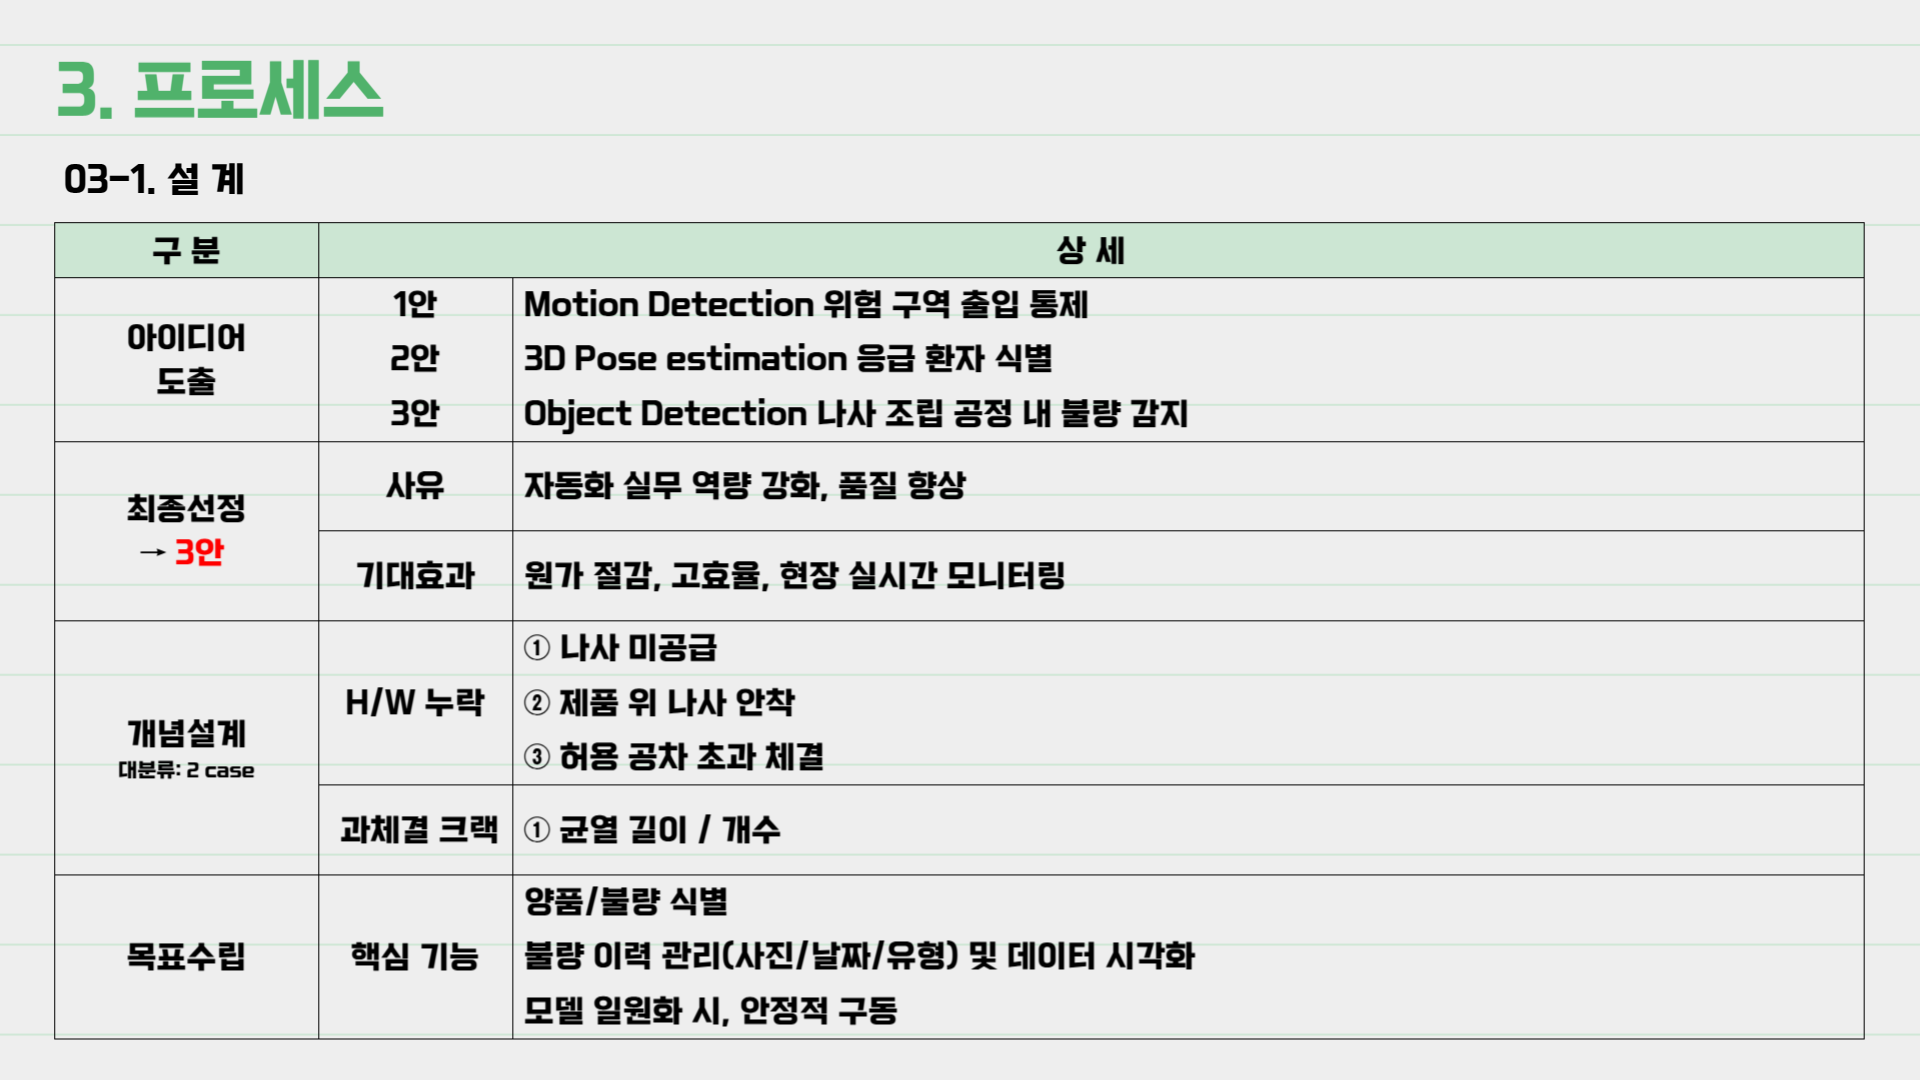 3. 프로세스
03-1. 설 계
구 분
상 세
아이디어
도출
1안
Motion Detection 위험 구역 출입 통제
2안
3D Pose estimation 응급 환자 식별
3안
Object Detection 나사 조립 공정 내 불량 감지
최종선정
→ 3안
사유
자동화 실무 역량 강화, 품질 향상
기대효과
원가 절감, 고효율, 현장 실시간 모니터링
개념설계
대분류: 2 case
H/W 누락
① 나사 미공급
② 제품 위 나사 안착
③ 허용 공차 초과 체결
과체결 크랙
① 균열 길이 / 개수
목표수립
핵심 기능
양품/불량 식별
불량 이력 관리(사진/날짜/유형) 및 데이터 시각화
모델 일원화 시, 안정적 구동